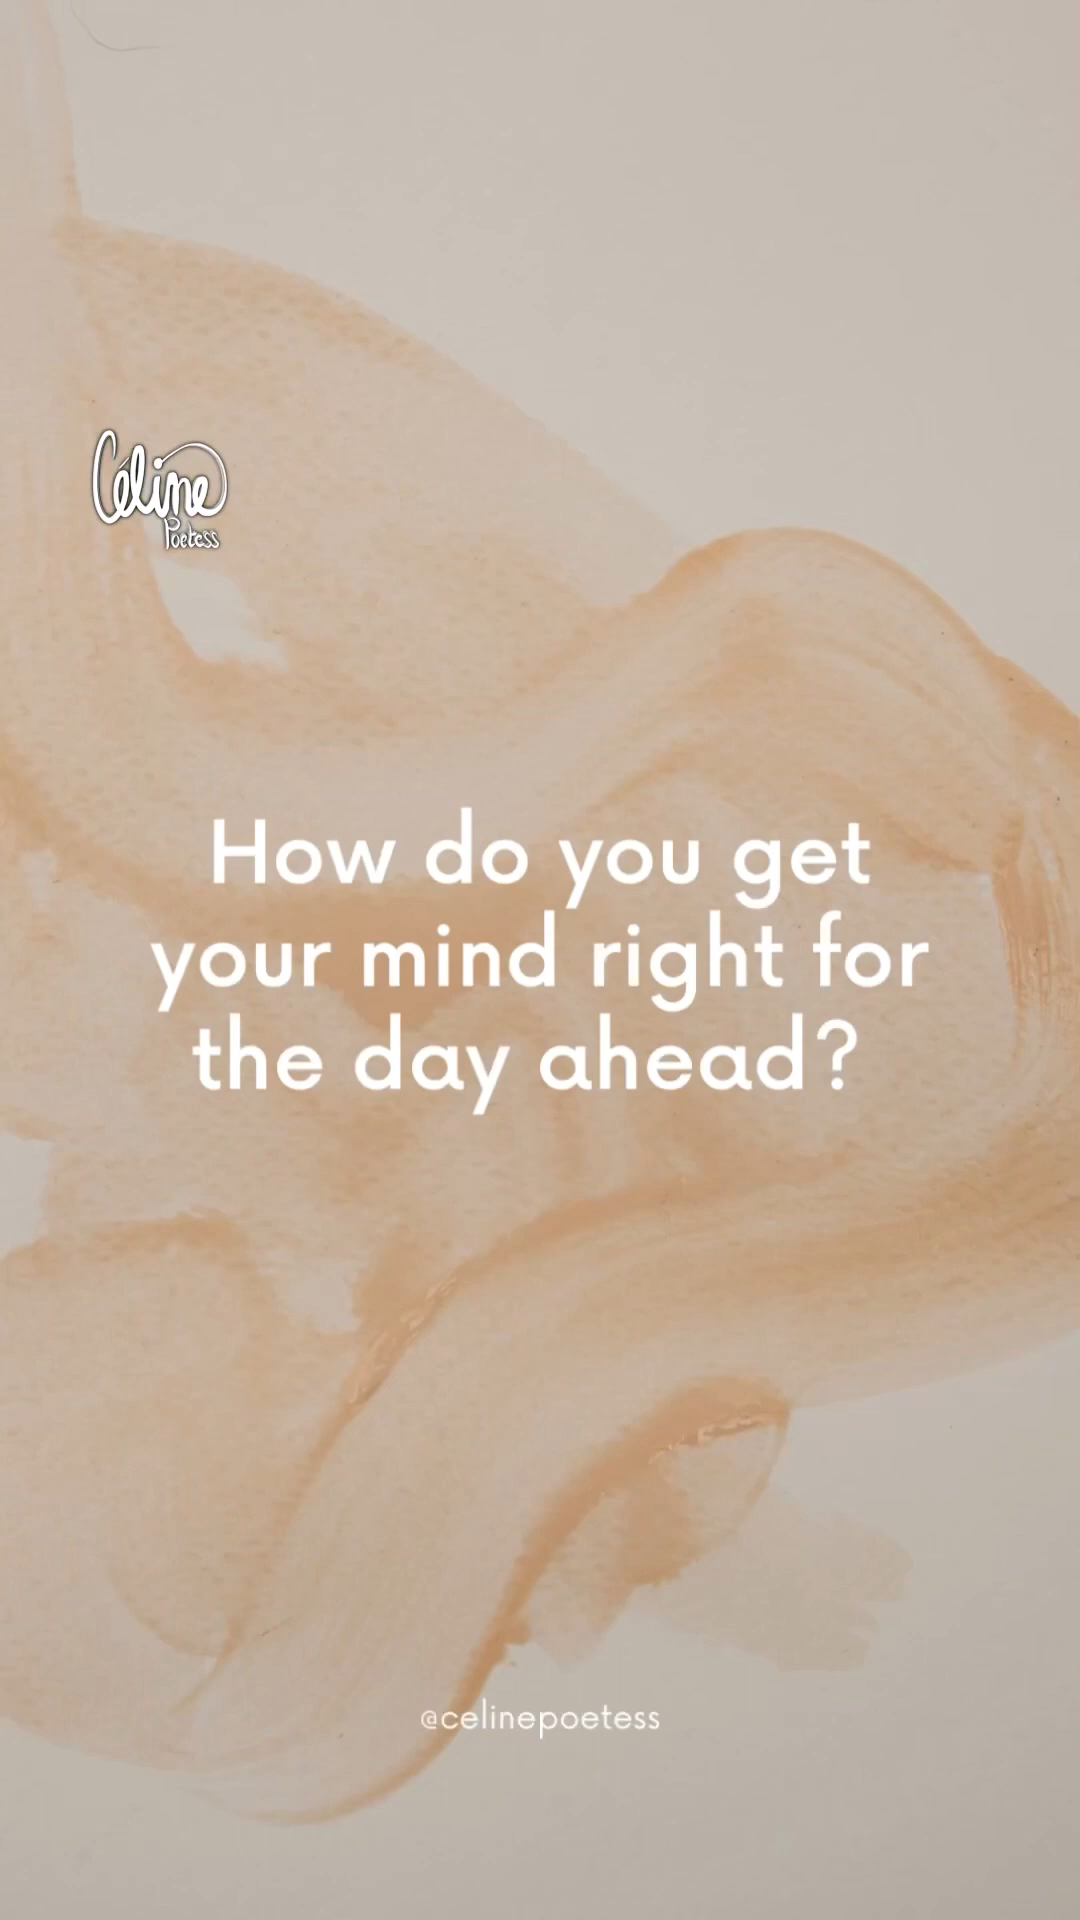 Céline
Poetess
How do you get
your mind right for
the day ahead?
@celinepoetess